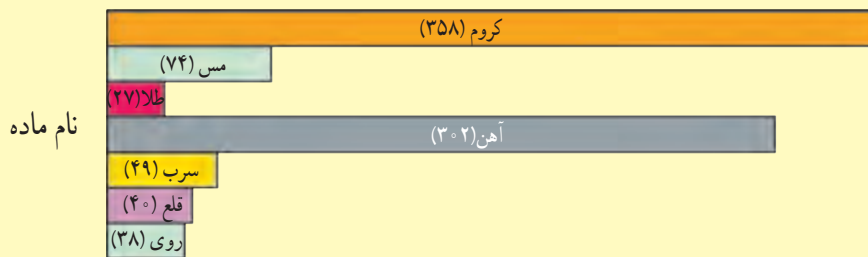 کروم (۳۵۸)
مس (۷۴)
طلا(۲۷)
نام ماده
آهن(۳۰۲)
سرب (۴۹)
قلع (۴۰)
روی (۳۸)